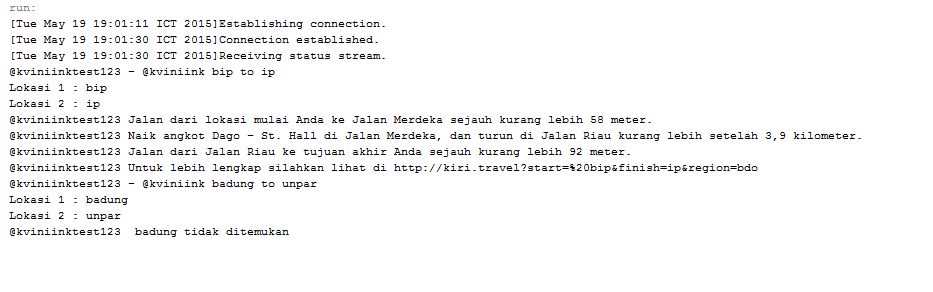 run:
[Tue May 19 19:01:11 ICT 2015]Establishing connection.
[Tue May 19 19:01:30 ICT 2015]Connection established.
[Tue May 19 19:01:30 ICT 2015]Receiving status stream.
@kviniinktest123 - @kviniink bip to ip
Lokasi 1 : bip
Lokasi 2 : ip
@kviniinktest123 Jalan dari lokasi mulai Anda ke Jalan Merdeka sejauh kurang lebih 58 meter.
@kviniinktest123 Naik angkot Dago - St. Hall di Jalan Merdeka, dan turun di Jalan Riau kurang lebih setelah 3,9 kilometer.
@kviniinktest123 Jalan dari Jalan Riau ke tujuan akhir Anda sejauh kurang lebih 92 meter.
@kviniinktest123 Untuk lebih lengkap silahkan lihat di http://kiri.travel?start=%20bip&finish=ip&region=bdo
@kviniinktest123 - @kviniink badung to unpar
Lokasi 1 : badung
Lokasi 2 : unpar
@kviniinktest123  badung tidak ditemukan